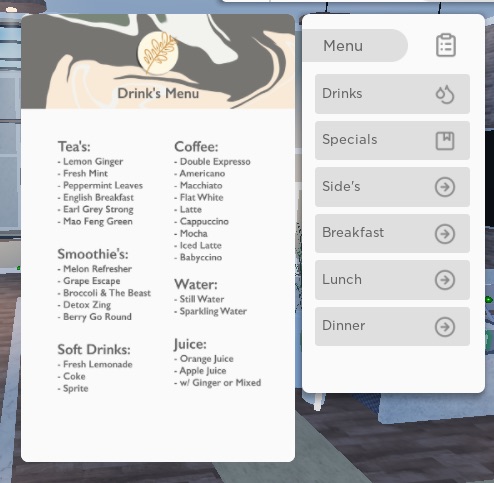 Drink's Menu
Tea's:
- Lemon Ginger
- Fresh Mint
- Peppermint Leaves
- English Breakfast
- Earl Grey Strong
- Mao Feng Green
Smoothie's:
- Melon Refresher
- Grape Escape
- Broccoli & The Beast
- Detox Zing
- Berry Go Round
Soft Drinks:
- Fresh Lemonade
- Coke
- Sprite
Coffee:
- Double Expresso
- Americano
- Macchiato
- Flat White
- Latte
- Cappuccino
- Mocha
- Iced Latte
- Babyccino
Water:
- Still Water
- Sparkling Water
Juice:
- Orange Juice
- Apple Juice
- w/ Ginger or Mixed
Menu
Drinks
Specials
Side's
Breakfast
Lunch
Dinner